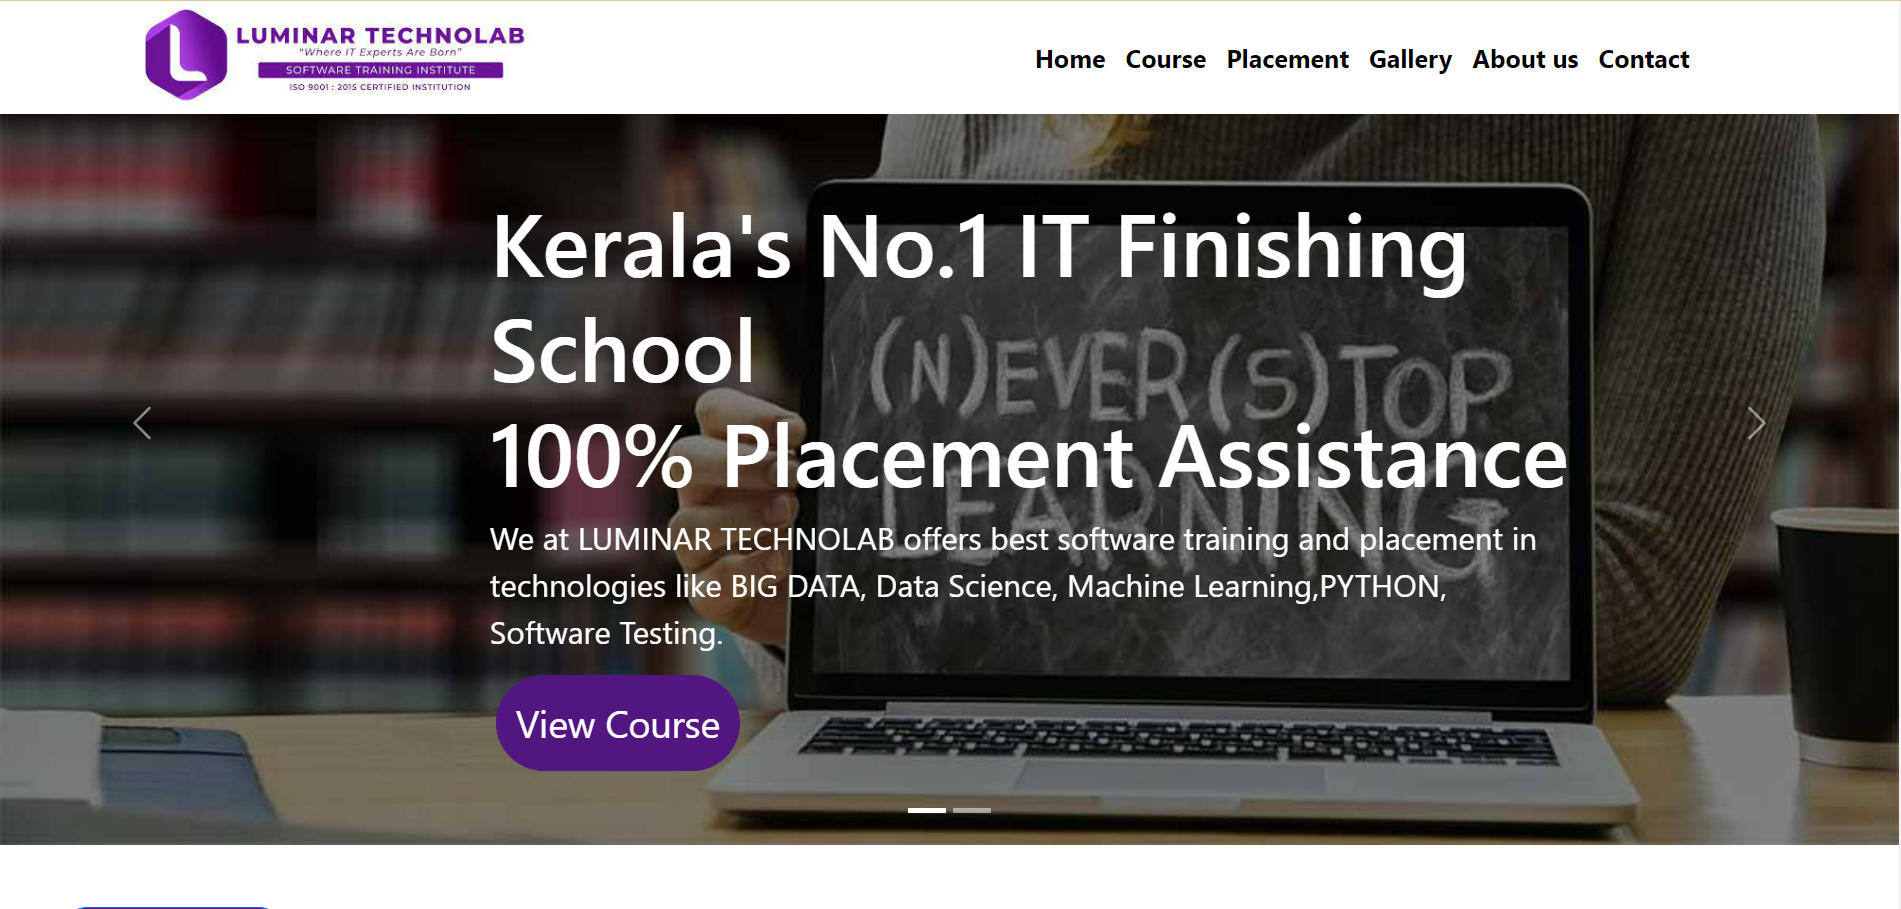 LUMINAR TECHNOLAB
"Where IT Experts Are Born"
SOFTWARE TRAINING INSTITUTE
ISO 9001 : 2015 CERTIFIED INSTITUTION
Home Course Placement Gallery About us Contact
Kerala's No.1 IT Finishing
School
100% Placement Assistance
(N)EVER (S)TOP
LEARNING
We at LUMINAR TECHNOLAB offers best software training and placement in
technologies like BIG DATA, Data Science, Machine Learning,PYTHON,
Software Testing.
View Course